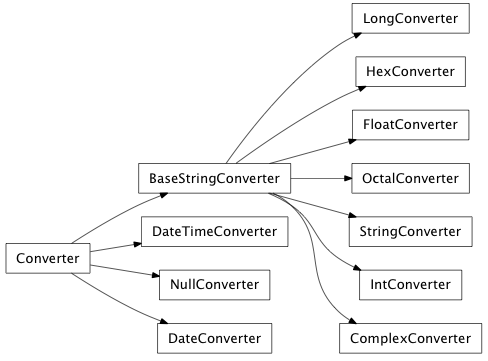 LongConverter
HexConverter
FloatConverter
BaseStringConverter
OctalConverter
DateTimeConverter
StringConverter
Converter
NullConverter
IntConverter
DateConverter
ComplexConverter